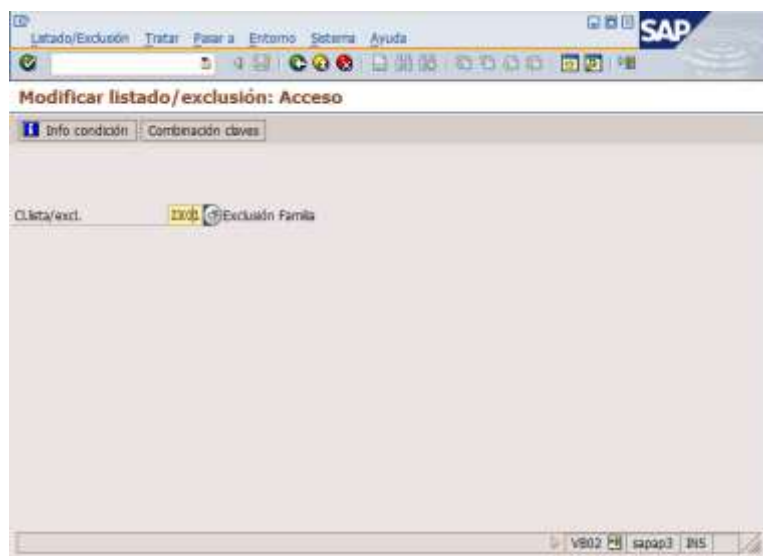 Listado/Exclusión Tratar Pasar a Entorno Sistema Ayuda
SAP
Modificar listado/exclusión: Acceso
Info condición Combinación claves
Cl.lista/excl. Exclusión Familia
VB02 sapap3 INS